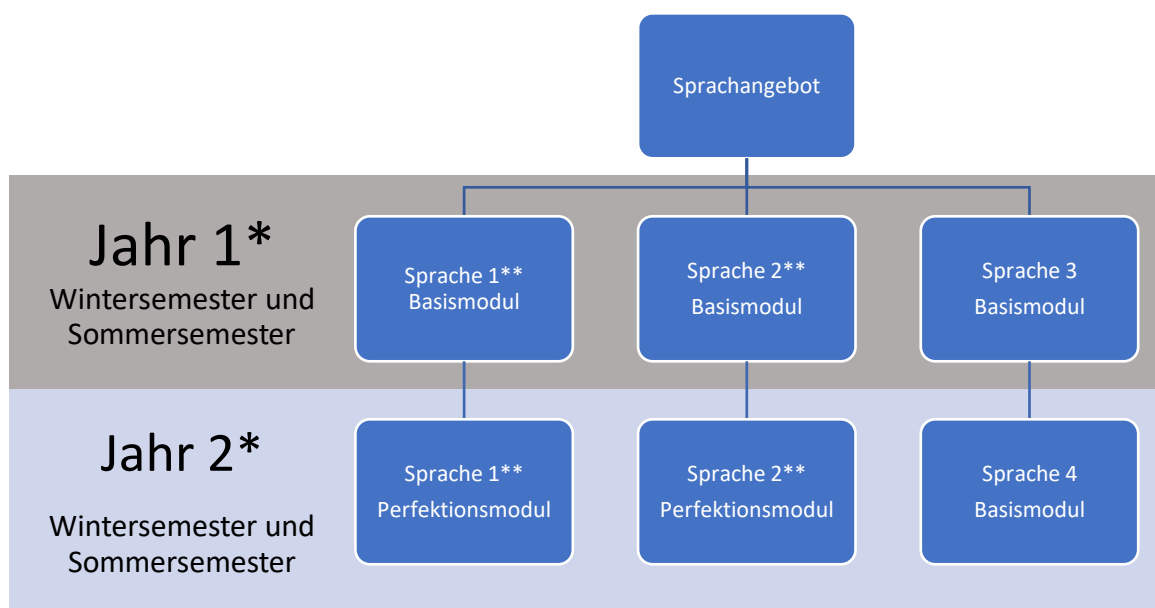 Sprachangebot
Jahr 1*
Wintersemester und
Sommersemester
Sprache 1**
Basismodul
Sprache 2**
Basismodul
Sprache 3
Basismodul
Jahr 2*
Wintersemester und
Sommersemester
Sprache 1**
Perfektionsmodul
Sprache 2**
Perfektionsmodul
Sprache 4
Basismodul